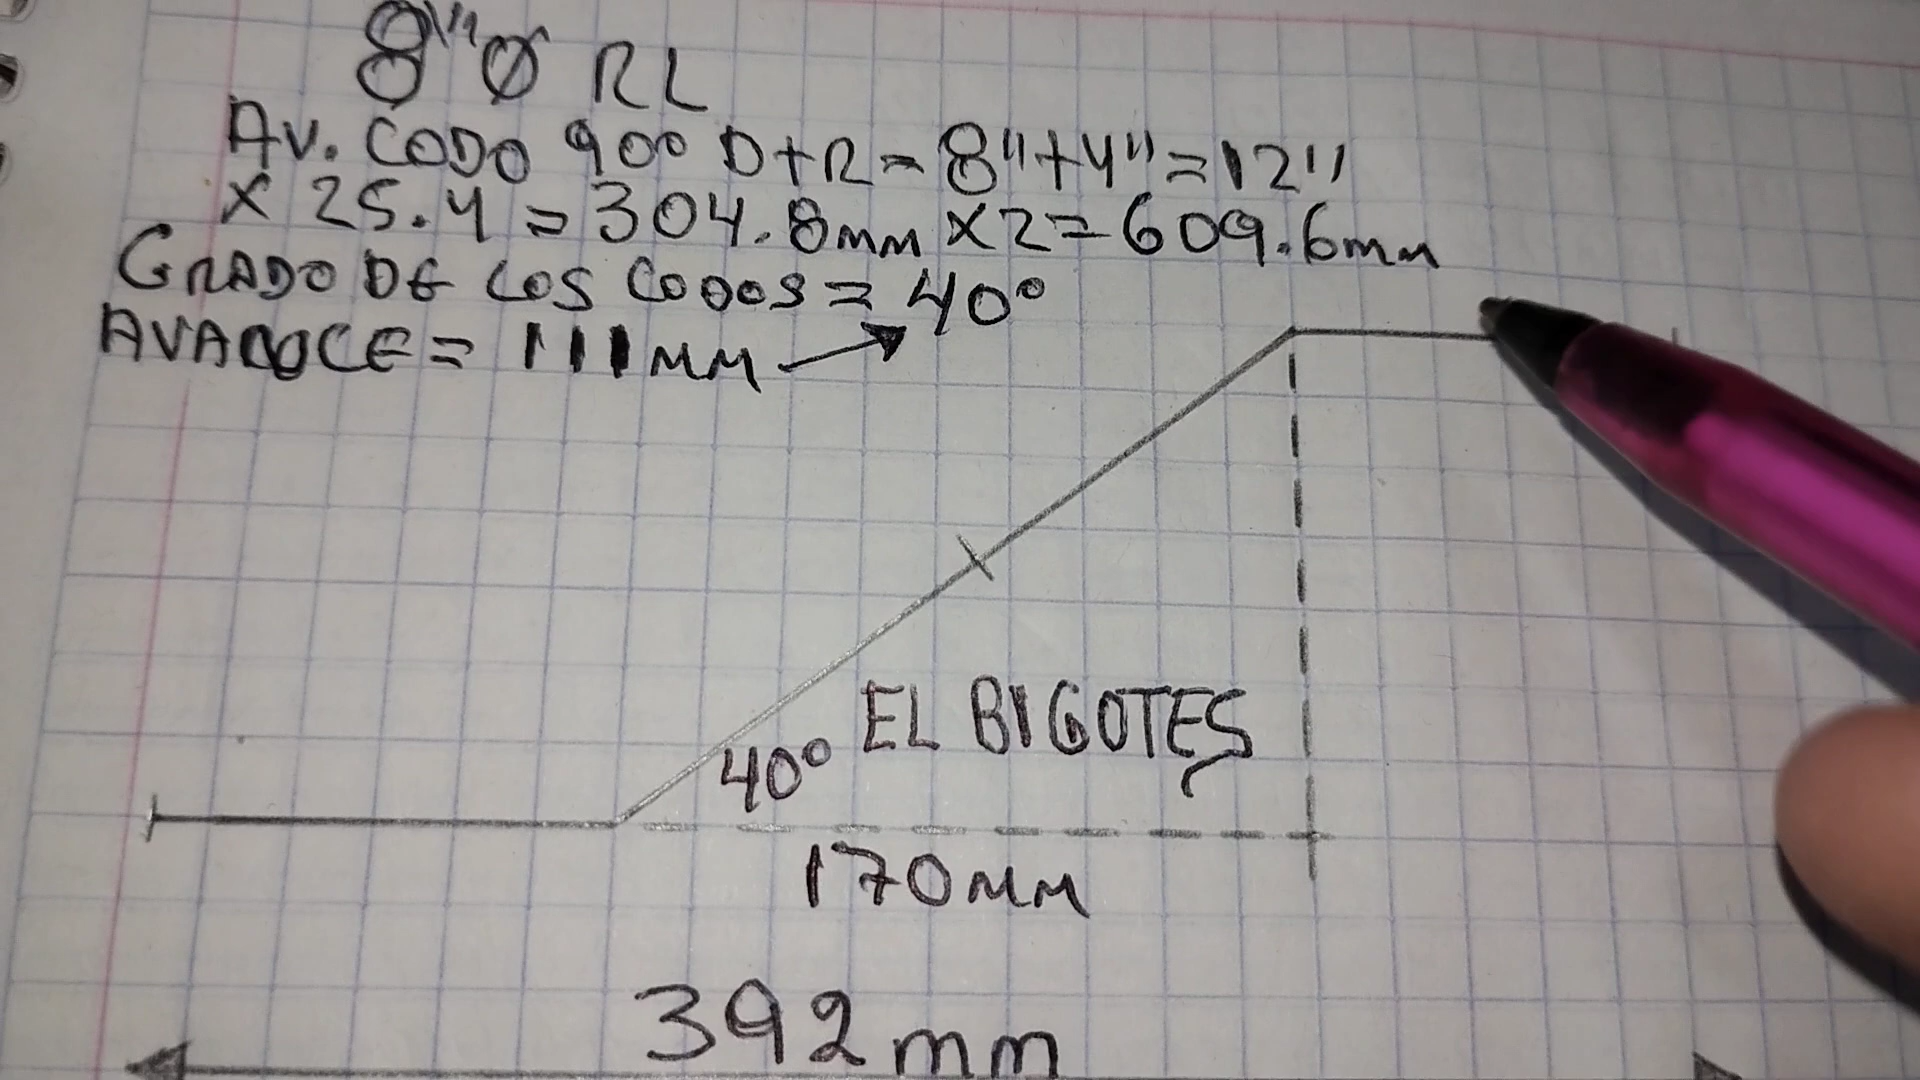 8" Ø RL
AV. CODO 90° D+R = 8"+4" = 12"
X 25.4 = 304.8mm X2= 609.6mm
GRADO DE LOS CODOS = 40°
AVANCE = 111MM
40°
EL BIGOTES
170MM
392mm